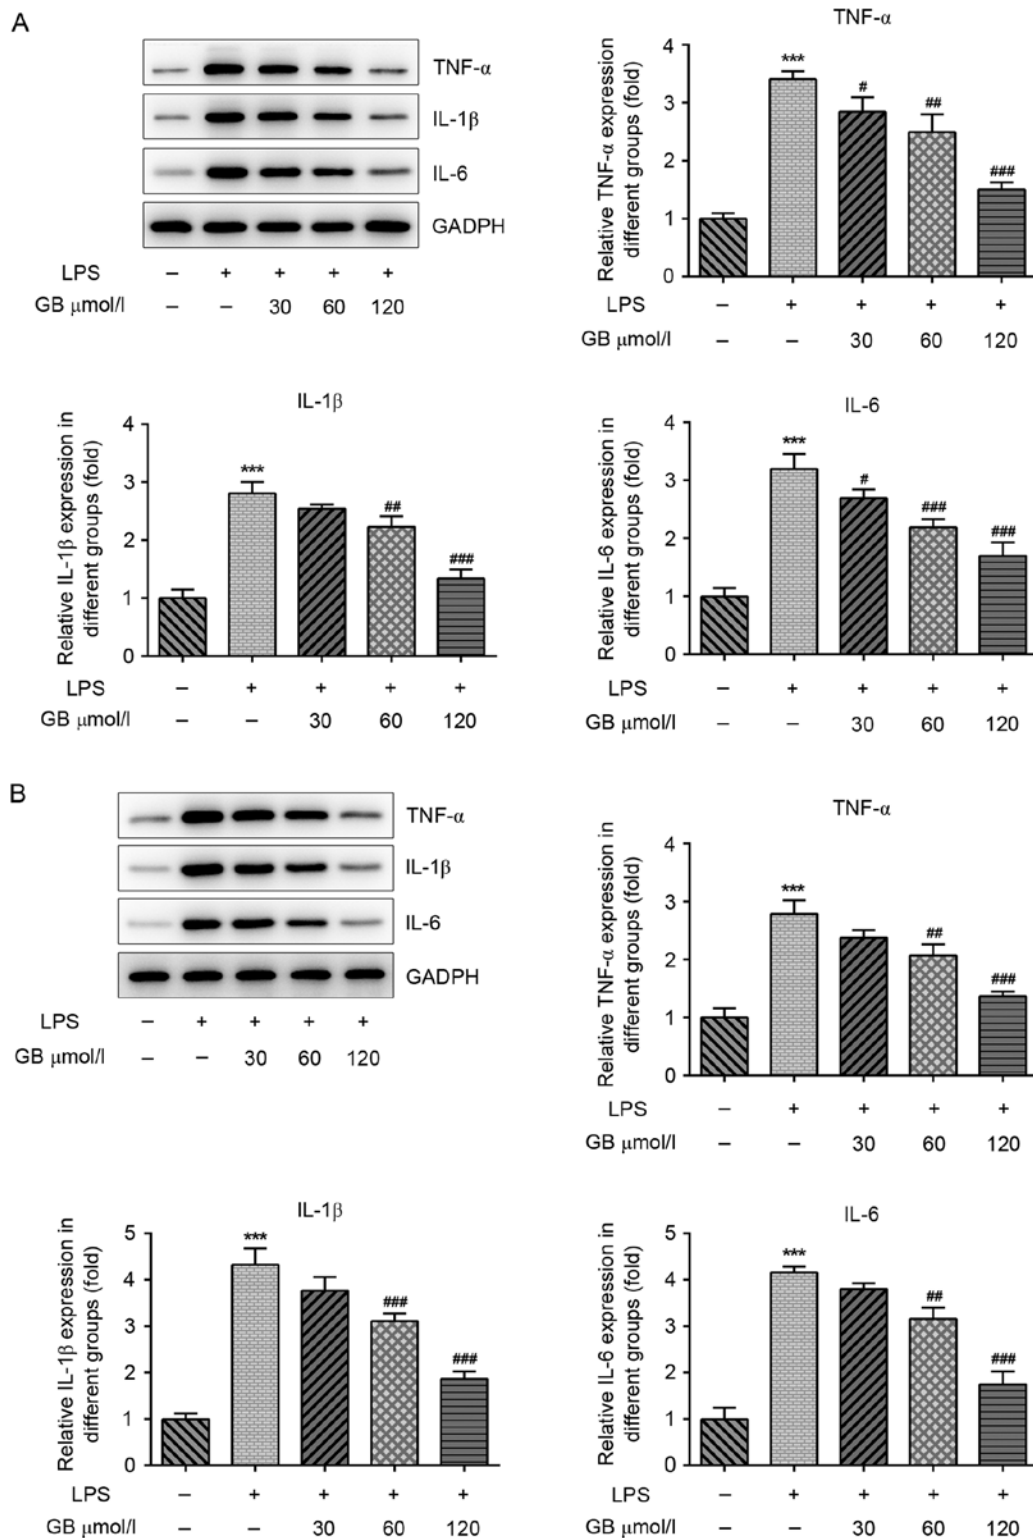 A
TNF-α
IL-1β
IL-6
GADPH
LPS – + + + +
GB μmol/l – – 30 60 120
TNF-α
Relative TNF-α expression in
different groups (fold)
4
3
2
1
0
***
#
##
###
LPS – + + + +
GB μmol/l – – 30 60 120
IL-1β
Relative IL-1β expression in
different groups (fold)
4
3
2
1
0
***
##
###
LPS – + + + +
GB μmol/l – – 30 60 120
IL-6
Relative IL-6 expression in
different groups (fold)
4
3
2
1
0
***
#
###
###
LPS – + + + +
GB μmol/l – – 30 60 120
B
TNF-α
IL-1β
IL-6
GADPH
LPS – + + + +
GB μmol/l – – 30 60 120
TNF-α
Relative TNF-α expression in
different groups (fold)
4
3
2
1
0
***
##
###
LPS – + + + +
GB μmol/l – – 30 60 120
IL-1β
Relative IL-1β expression in
different groups (fold)
5
4
3
2
1
0
***
###
###
LPS – + + + +
GB μmol/l – – 30 60 120
IL-6
Relative IL-6 expression in
different groups (fold)
5
4
3
2
1
0
***
##
###
LPS – + + + +
GB μmol/l – – 30 60 120